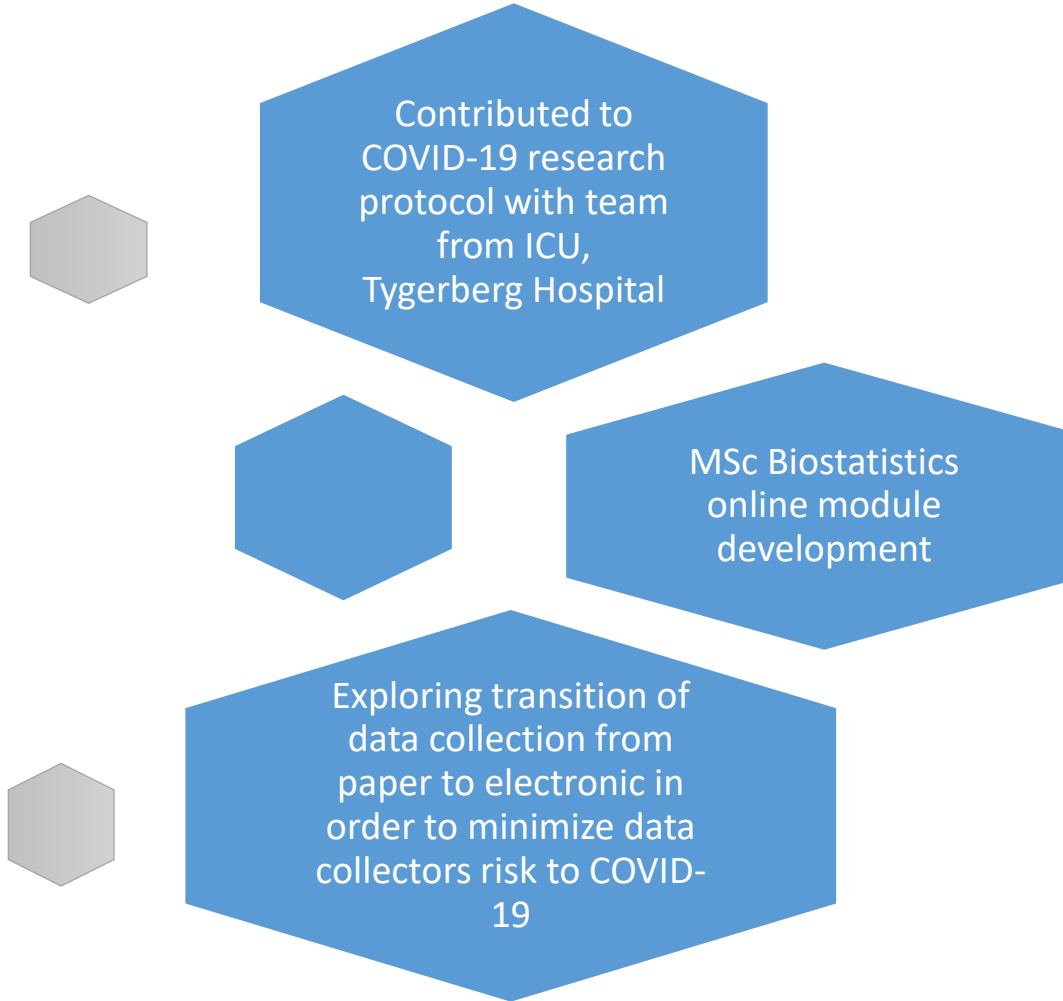 Contributed to
COVID-19 research
protocol with team
from ICU,
Tygerberg Hospital
MSc Biostatistics
online module
development
Exploring transition of
data collection from
paper to electronic in
order to minimize data
collectors risk to COVID-
19